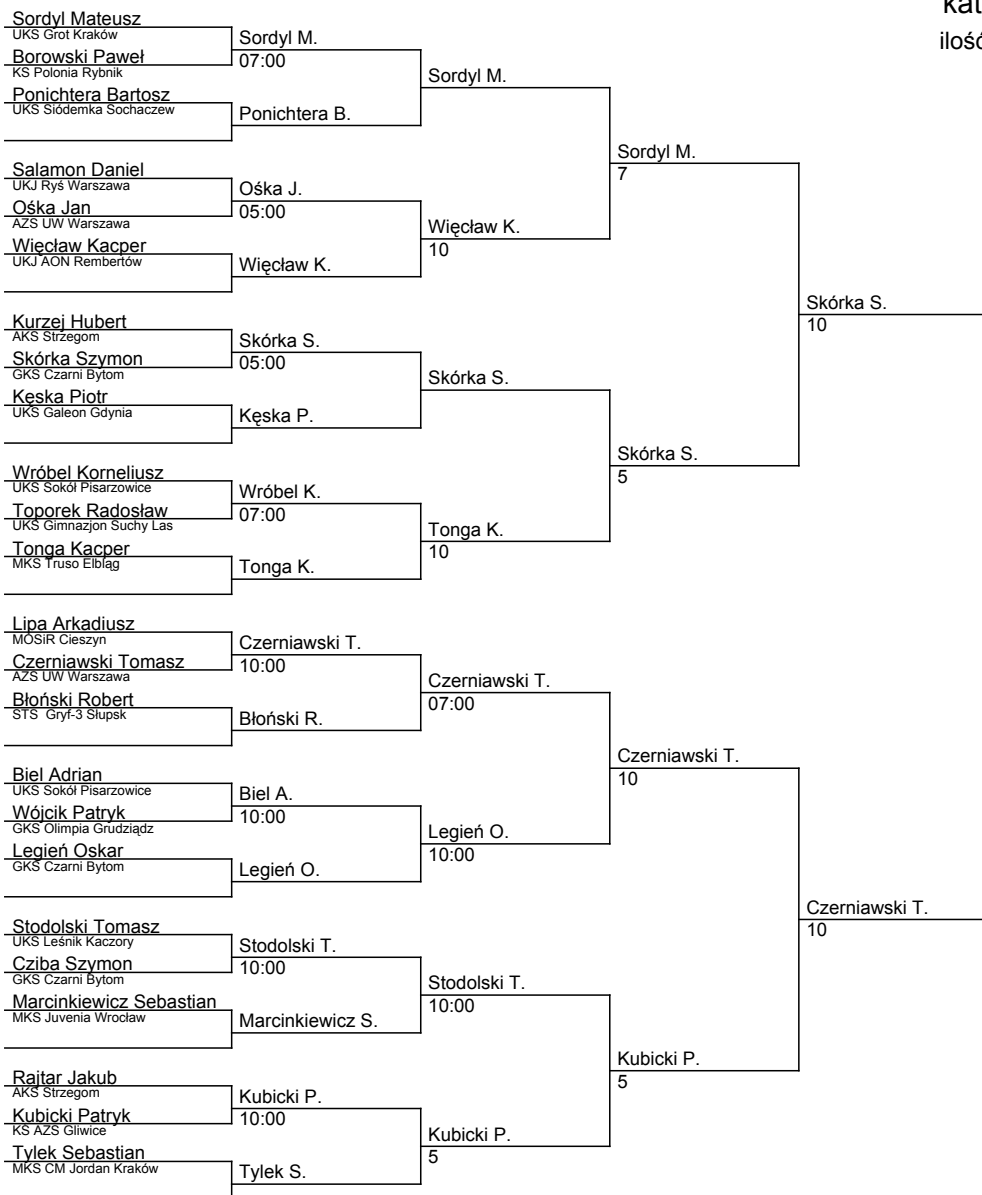 kat
ilość
Sordyl Mateusz
UKS Grot Kraków
Sordyl M.
Borowski Paweł
07:00
KS Polonia Rybnik
Sordyl M.
Ponichtera Bartosz
UKS Siódemka Sochaczew
Ponichtera B.
Sordyl M.
7
Salamon Daniel
UKJ Ryś Warszawa
Ośka J.
Ośka Jan
05:00
AZS UW Warszawa
Więcław K.
10
Więcław Kacper
UKJ AON Rembertów
Więcław K.
Skórka S.
10
Kurzej Hubert
AKS Strzegom
Skórka S.
Skórka Szymon
05:00
GKS Czarni Bytom
Skórka S.
Kęska Piotr
UKS Galeon Gdynia
Kęska P.
Skórka S.
5
Wróbel Korneliusz
UKS Sokół Pisarzowice
Wróbel K.
Toporek Radosław
07:00
UKS Gimnazjon Suchy Las
Tonga K.
10
Tonga Kacper
MKS Truso Elbląg
Tonga K.
Lipa Arkadiusz
MOSiR Cieszyn
Czerniawski T.
Czerniawski Tomasz
10:00
AZS UW Warszawa
Czerniawski T.
07:00
Błoński Robert
STS Gryf-3 Słupsk
Błoński R.
Czerniawski T.
10
Biel Adrian
UKS Sokół Pisarzowice
Biel A.
Wójcik Patryk
10:00
GKS Olimpia Grudziądz
Legień O.
10:00
Legień Oskar
GKS Czarni Bytom
Legień O.
Czerniawski T.
10
Stodolski Tomasz
UKS Leśnik Kaczory
Stodolski T.
Cziba Szymon
10:00
GKS Czarni Bytom
Stodolski T.
10:00
Marcinkiewicz Sebastian
MKS Juvenia Wrocław
Marcinkiewicz S.
Kubicki P.
5
Rajtar Jakub
AKS Strzegom
Kubicki P.
Kubicki Patryk
10:00
KS AZS Gliwice
Kubicki P.
5
Tylek Sebastian
MKS CM Jordan Kraków
Tylek S.